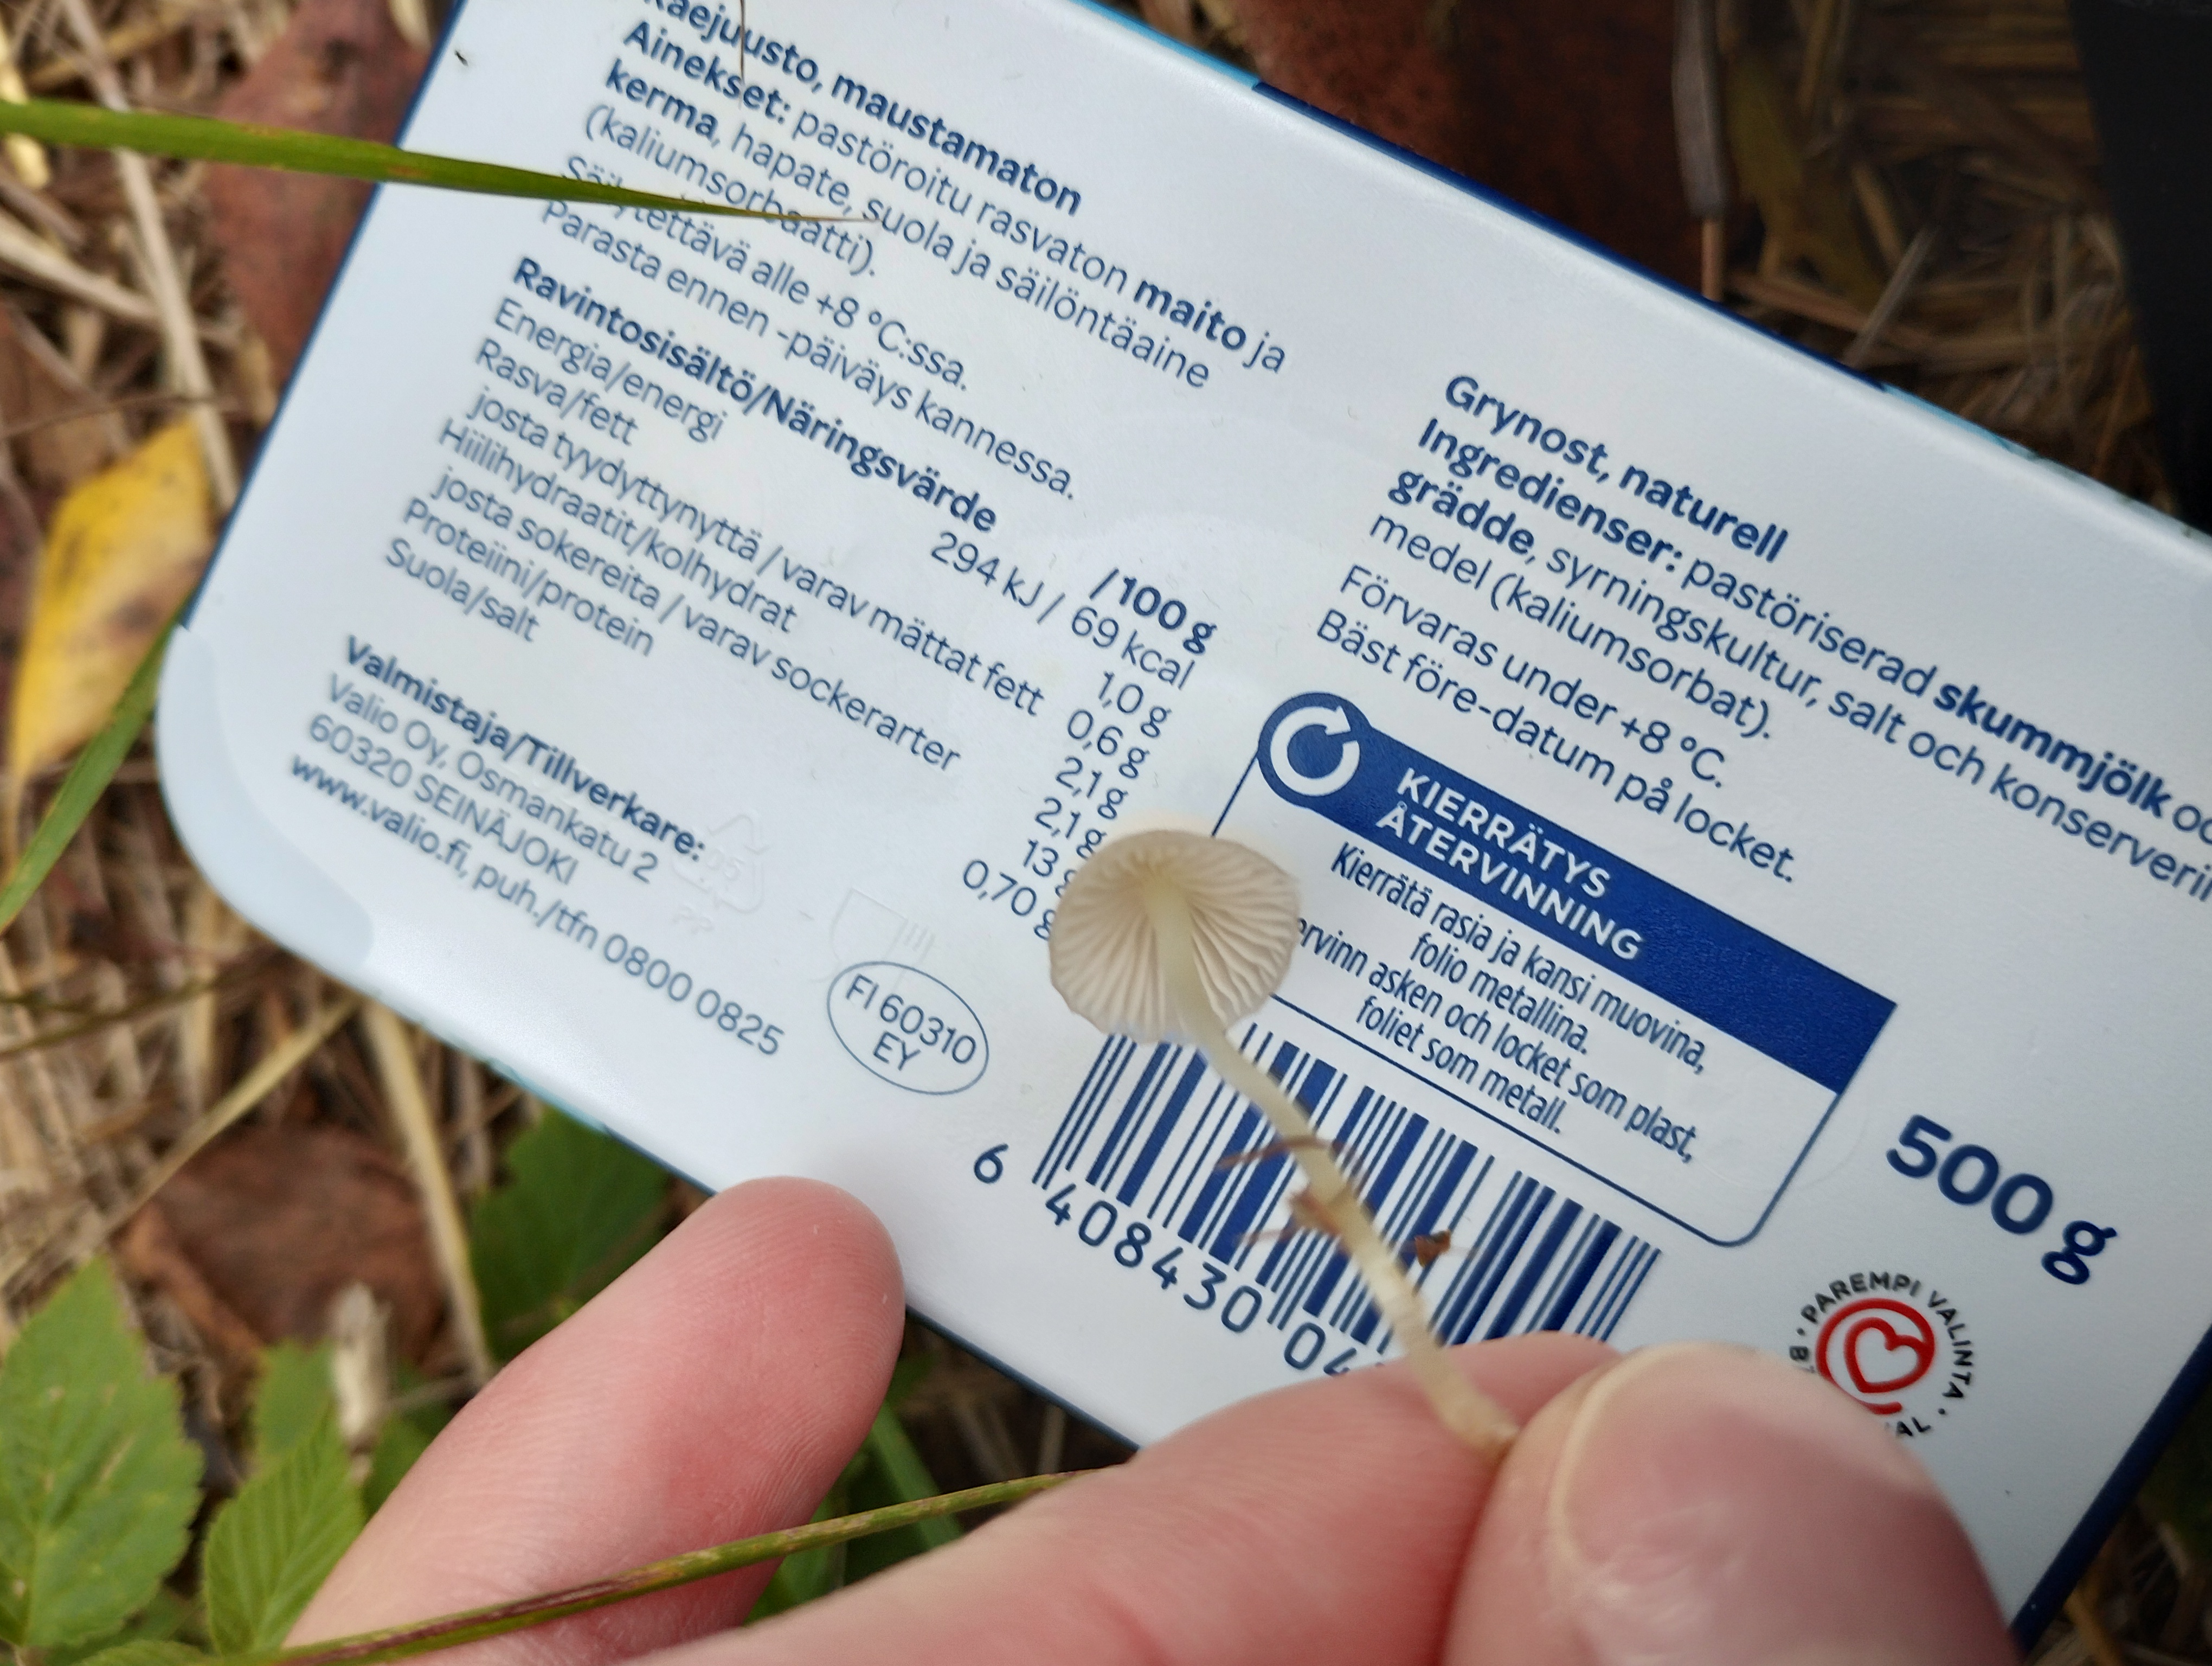 maustamaton
Ainekset: pastöroitu rasvaton maito ja
kerma, hapate, suola ja säilöntäaine
(kaliumsorbaatti).
Säilytettävä alle +8 °C:ssa.
Parasta ennen -päiväys kannessa.
Ravintosisältö/Näringsvärde /100 g
Energia/energi 294 kJ / 69 kcal
Rasva/fett 1,0 g
josta tyydyttynyttä / varav mättat fett 0,6 g
Hiilihydraatit/kolhydrat 2,1 g
josta sokereita / varav sockerarter 2,1 g
Proteiini/protein 13 g
Suola/salt 0,70 g
Valmistaja/Tillverkare:
Valio Oy, Osmankatu 2
60320 SEINÄJOKI
www.valio.fi, puh./tfn 0800 0825
05
FI 60310
EY
Grynost, naturell
Ingredienser: pastöriserad skummjölk
grädde, syrningskultur, salt och
medel (kaliumsorbat).
Förvaras under +8 °C.
Bäst före-datum på locket.
KIERRÄTYS
ÅTERVINNING
Kierrätä rasia ja kansi muovina,
folio metallina.
asken och locket som plast,
foliet som metall.
6 408430 04
500 g
PAREMPI VALINTA